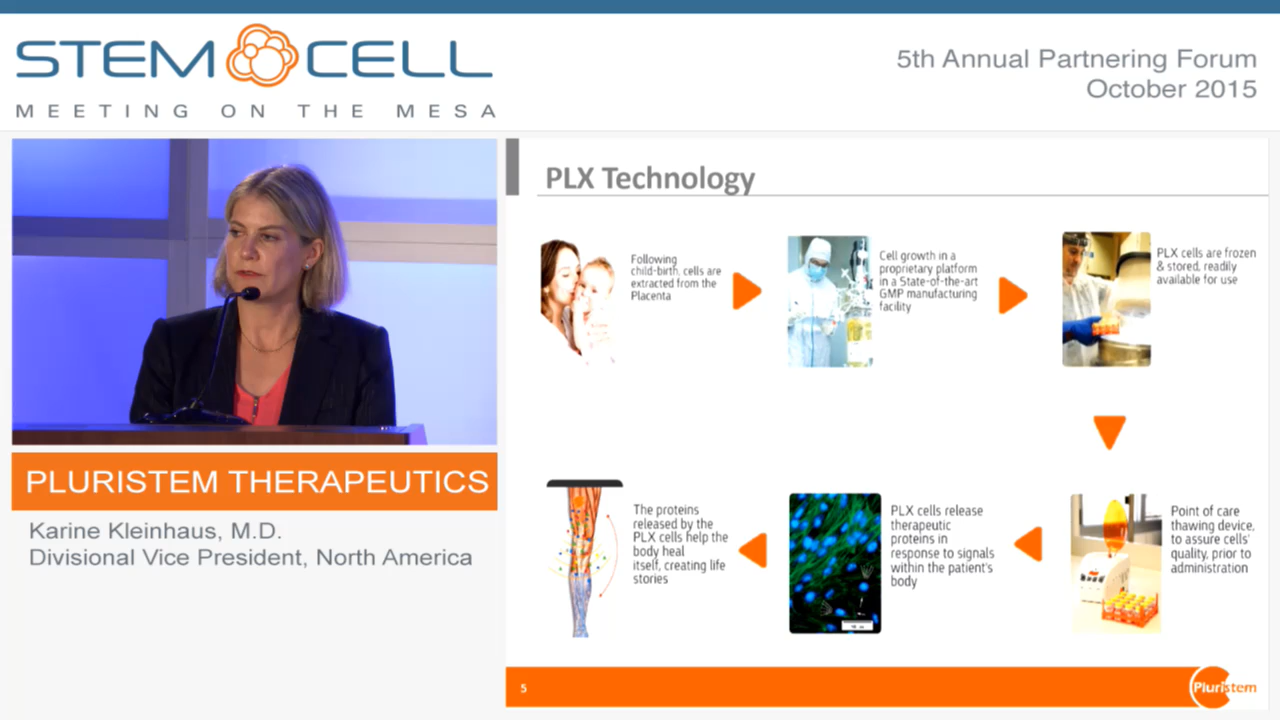 STEM CELL
MEETING ON THE MESA
5th Annual Partnering Forum
October 2015
PLURISTEM THERAPEUTICS
Karine Kleinhaus, M.D.
Divisional Vice President, North America
PLX Technology
Following
child-birth, cells are
extracted from the
Placenta
Cell growth in a
proprietary platform
in a State-of-the-art
GMP manufacturing
facility
PLX cells are frozen
& stored, readily
available for use
Point of care
thawing device,
to assure cells'
quality, prior to
administration
PLX cells release
therapeutic
proteins in
response to signals
within the patient's
body
The proteins
released by the
PLX cells help the
body heal
itself, creating life
stories
5
Pluristem